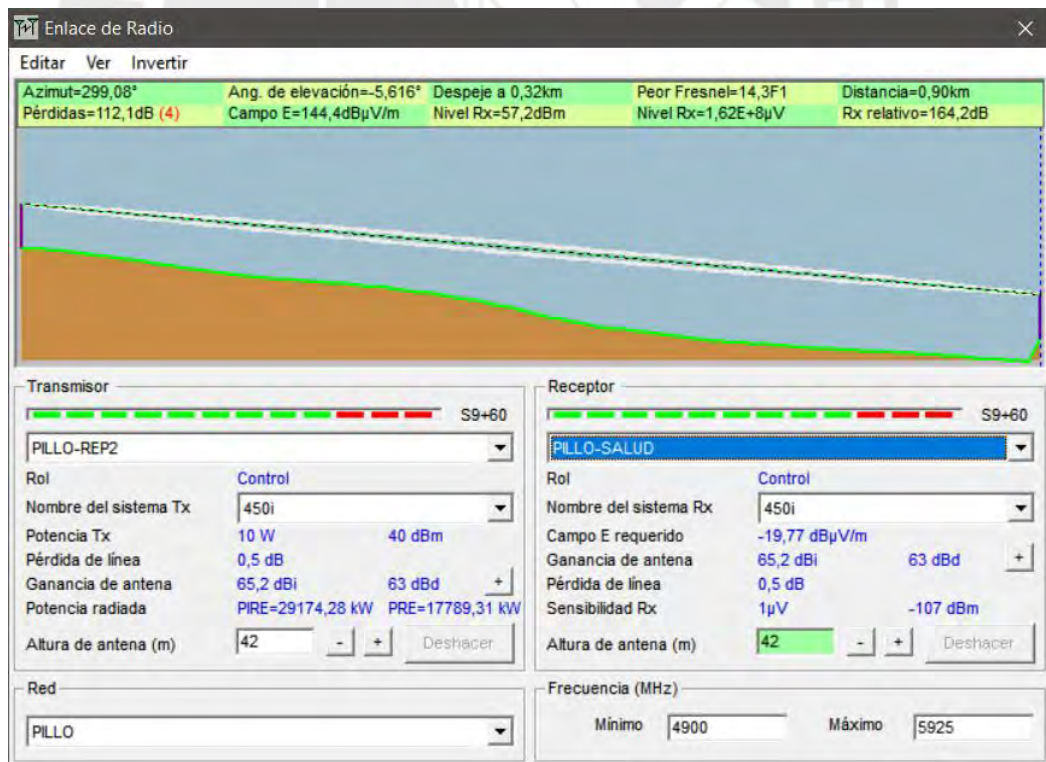 Enlace de Radio
Editar Ver Invertir
Azimut=299,08° Ang. de elevación=-5,616° Despeje a 0,32km Peor Fresnel=14,3F1 Distancia=0,90km
Pérdidas=112,1dB (4) Campo E=144,4dBµV/m Nivel Rx=57,2dBm Nivel Rx=1,62E+8µV Rx relativo=164,2dB
Transmisor
S9+60
PILLO-REP2
Rol Control
Nombre del sistema Tx 450i
Potencia Tx 10 W 40 dBm
Pérdida de línea 0,5 dB
Ganancia de antena 65,2 dBi 63 dBd +
Potencia radiada PIRE=29174,28 kW PRE=17789,31 kW
Altura de antena (m) 42 - + Deshacer
Receptor
S9+60
PILLO-SALUD
Rol Control
Nombre del sistema Rx 450i
Campo E requerido -19,77 dBµV/m
Ganancia de antena 65,2 dBi 63 dBd +
Pérdida de línea 0,5 dB
Sensibilidad Rx 1µV -107 dBm
Altura de antena (m) 42 - + Deshacer
Red
PILLO
Frecuencia (MHz)
Mínimo 4900 Máximo 5925